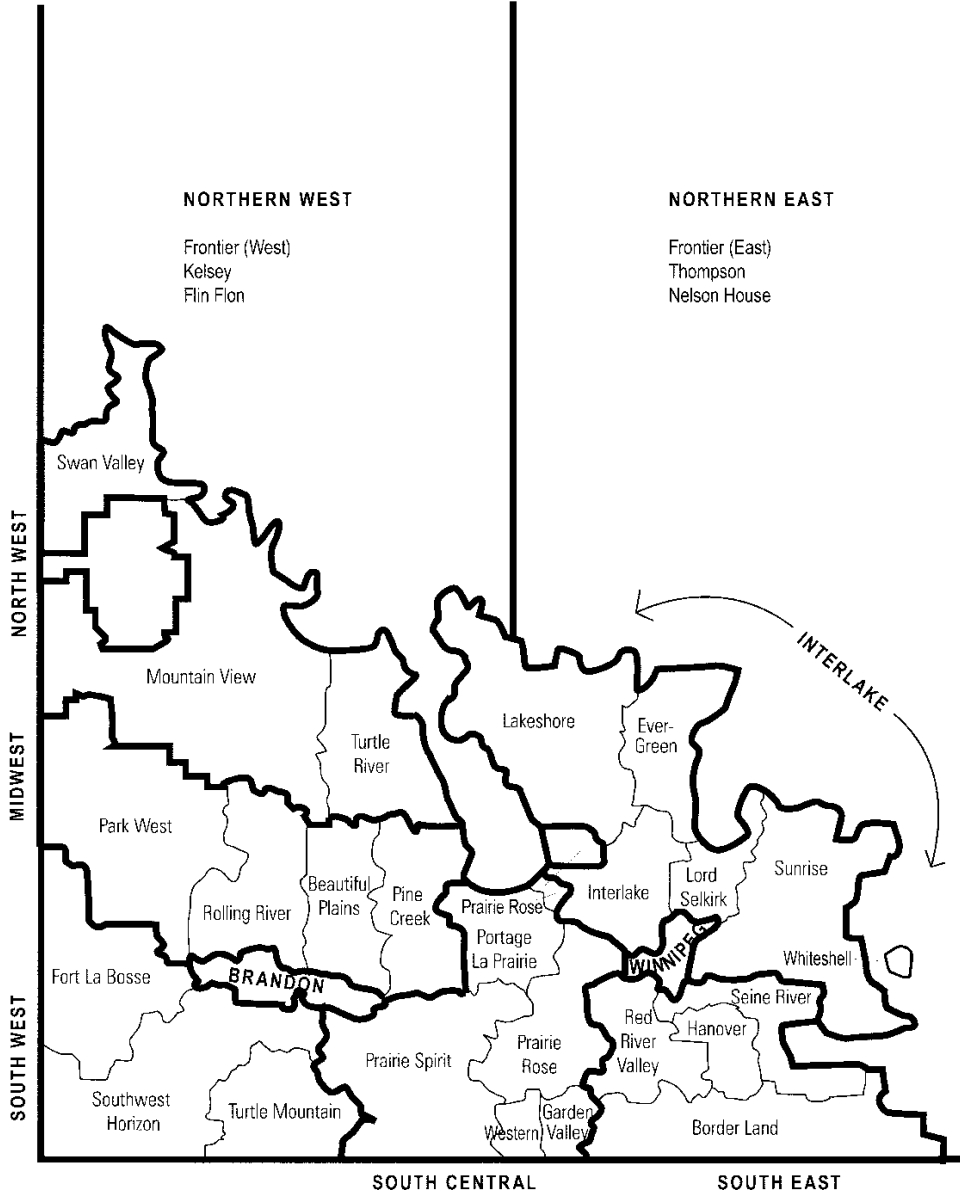 NORTHERN WEST
Frontier (West)
Kelsey
Flin Flon
NORTHERN EAST
Frontier (East)
Thompson
Nelson House
Swan Valley
NORTH WEST
Mountain View
INTERLAKE
Lakeshore
Ever-
Green
Turtle
River
MIDWEST
Park West
Rolling River
Beautiful
Plains
Pine
Creek
Prairie Rose
Portage
La Prairie
Interlake
Lord
Selkirk
Sunrise
WINNIPEG
Whiteshell
Fort La Bosse
BRANDON
Seine River
Red
River
Valley
Hanover
SOUTH WEST
Prairie Spirit
Prairie
Rose
Southwest
Horizon
Turtle Mountain
Western
Garden
Valley
Border Land
SOUTH CENTRAL
SOUTH EAST